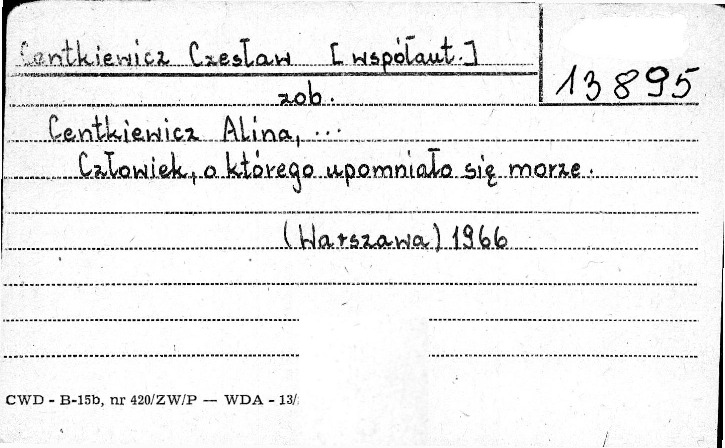 Centkiewicz Czesław [współaut.]
13895
zob.
Centkiewicz Alina, ...
Człowiek, o którego upomniało się morze.
(Warszawa) 1966
CWD - B-15b, nr 420/ZW/P — WDA - 13/